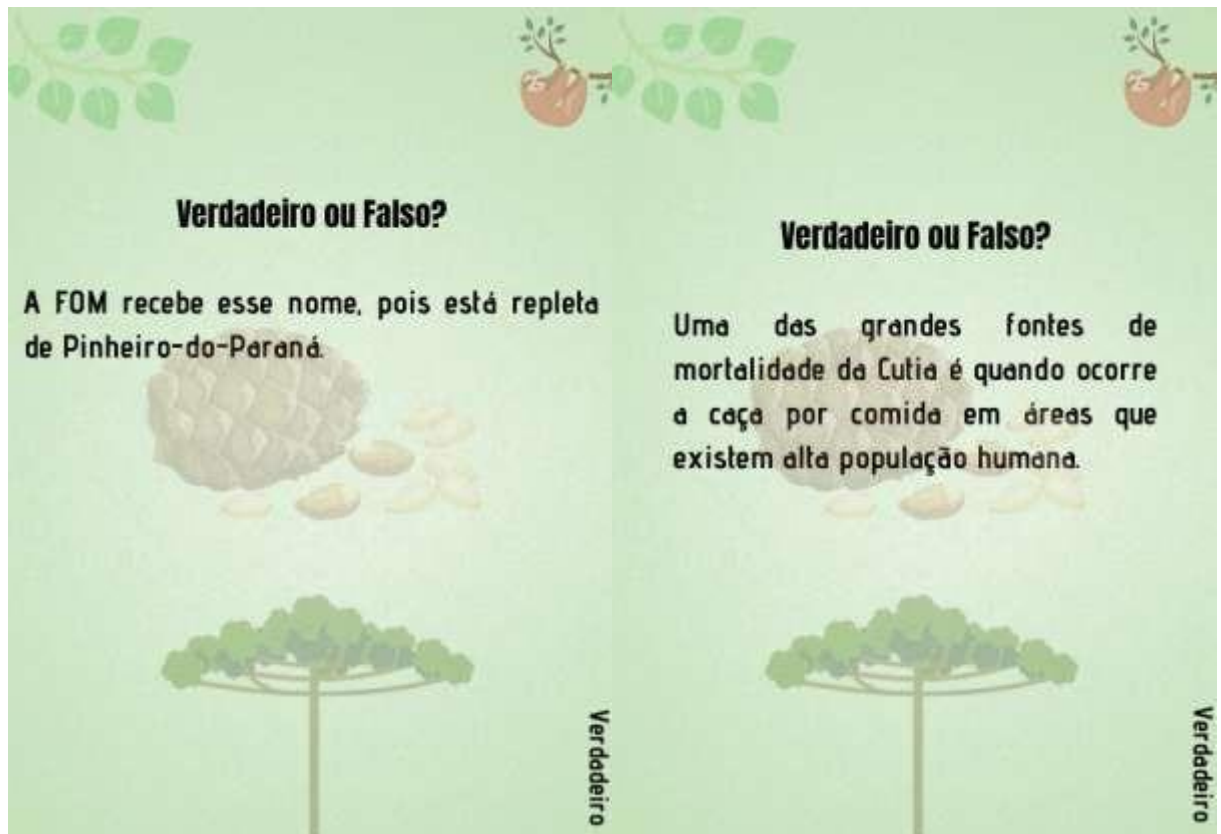 Verdadeiro ou Falso?
A FOM recebe esse nome, pois está repleta
de Pinheiro-do-Paraná.
Verdadeiro
Verdadeiro ou Falso?
Uma das grandes fontes de
mortalidade da Cutia é quando ocorre
a caça por comida em áreas que
existem alta população humana.
Verdadeiro